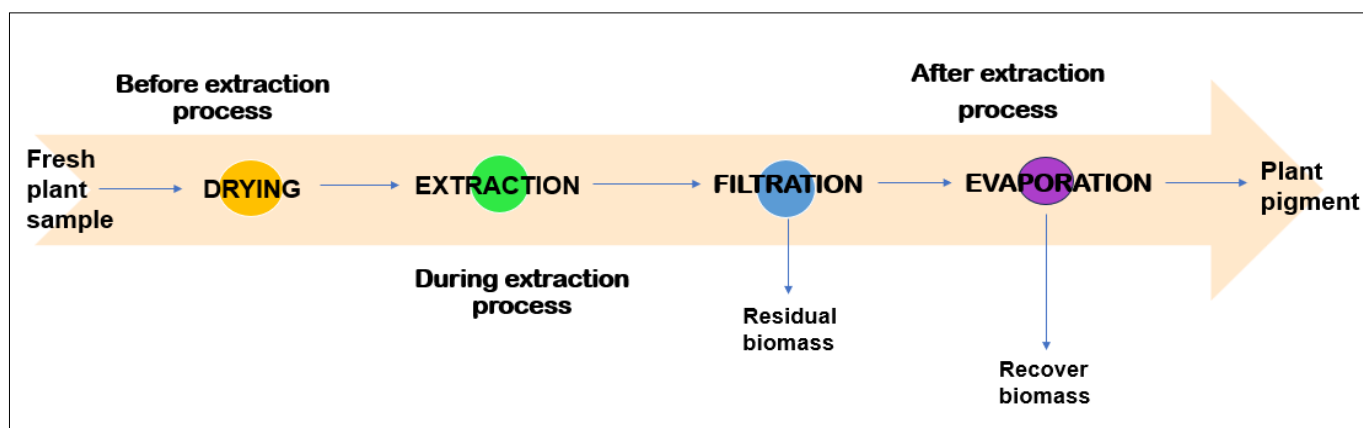 Before extraction
process
After extraction
process
Fresh
plant
sample
DRYING
EXTRACTION
FILTRATION
EVAPORATION
Plant
pigment
During extraction
process
Residual
biomass
Recover
biomass